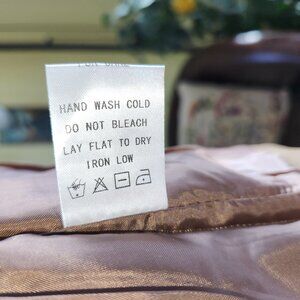 HAND WASH COLD
DO NOT BLEACH
LAY FLAT TO DRY
IRON LOW